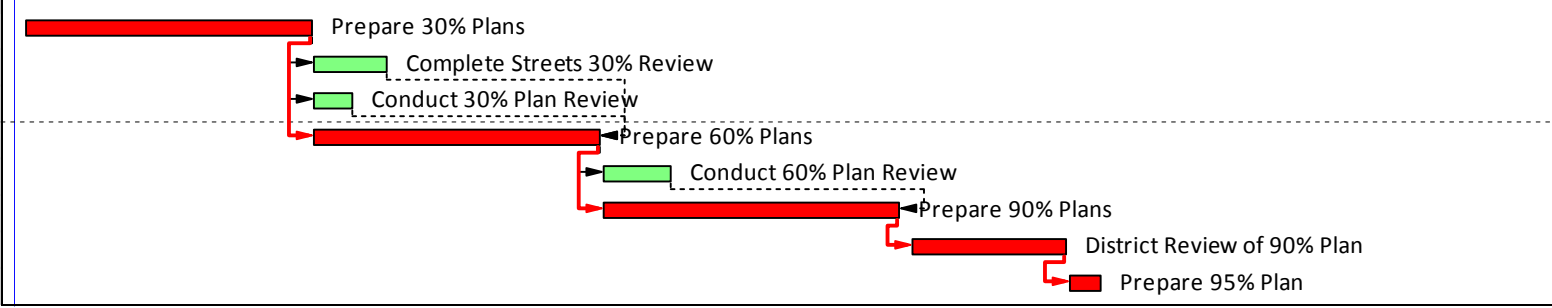 Prepare 30% Plans
Complete Streets 30% Review
Conduct 30% Plan Review
Prepare 60% Plans
Conduct 60% Plan Review
Prepare 90% Plans
District Review of 90% Plan
Prepare 95% Plan